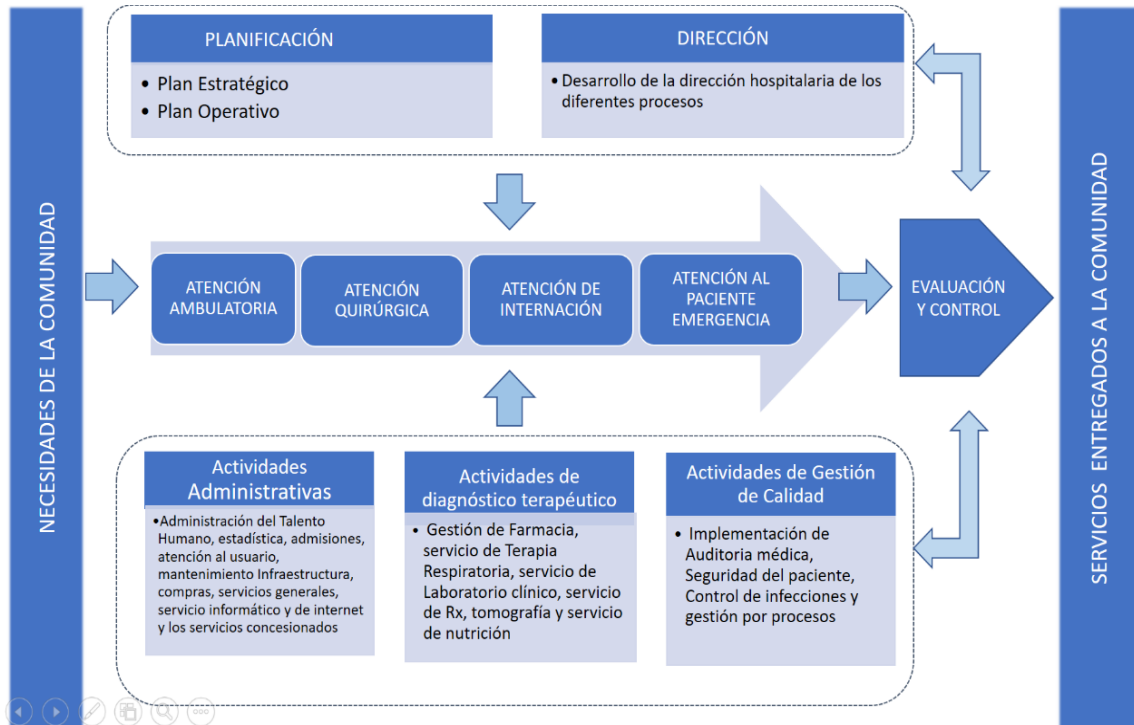 NECESIDADES DE LA COMUNIDAD
PLANIFICACIÓN
• Plan Estratégico
• Plan Operativo
DIRECCIÓN
• Desarrollo de la dirección hospitalaria de los
diferentes procesos
ATENCIÓN
AMBULATORIA
ATENCIÓN
QUIRÚRGICA
ATENCIÓN DE
INTERNACIÓN
ATENCIÓN AL
PACIENTE
EMERGENCIA
EVALUACIÓN
Y CONTROL
Actividades
Administrativas
•Administración del Talento
Humano, estadística, admisiones,
atención al usuario,
mantenimiento Infraestructura,
compras, servicios generales,
servicio informático y de internet
y los servicios concesionados
Actividades de
diagnóstico terapéutico
• Gestión de Farmacia,
servicio de Terapia
Respiratoria, servicio de
Laboratorio clínico, servicio
de Rx, tomografía y servicio
de nutrición
Actividades de Gestión
de Calidad
• Implementación de
Auditoria médica,
Seguridad del paciente,
Control de infecciones y
gestión por procesos
SERVICIOS ENTREGADOS A LA COMUNIDAD